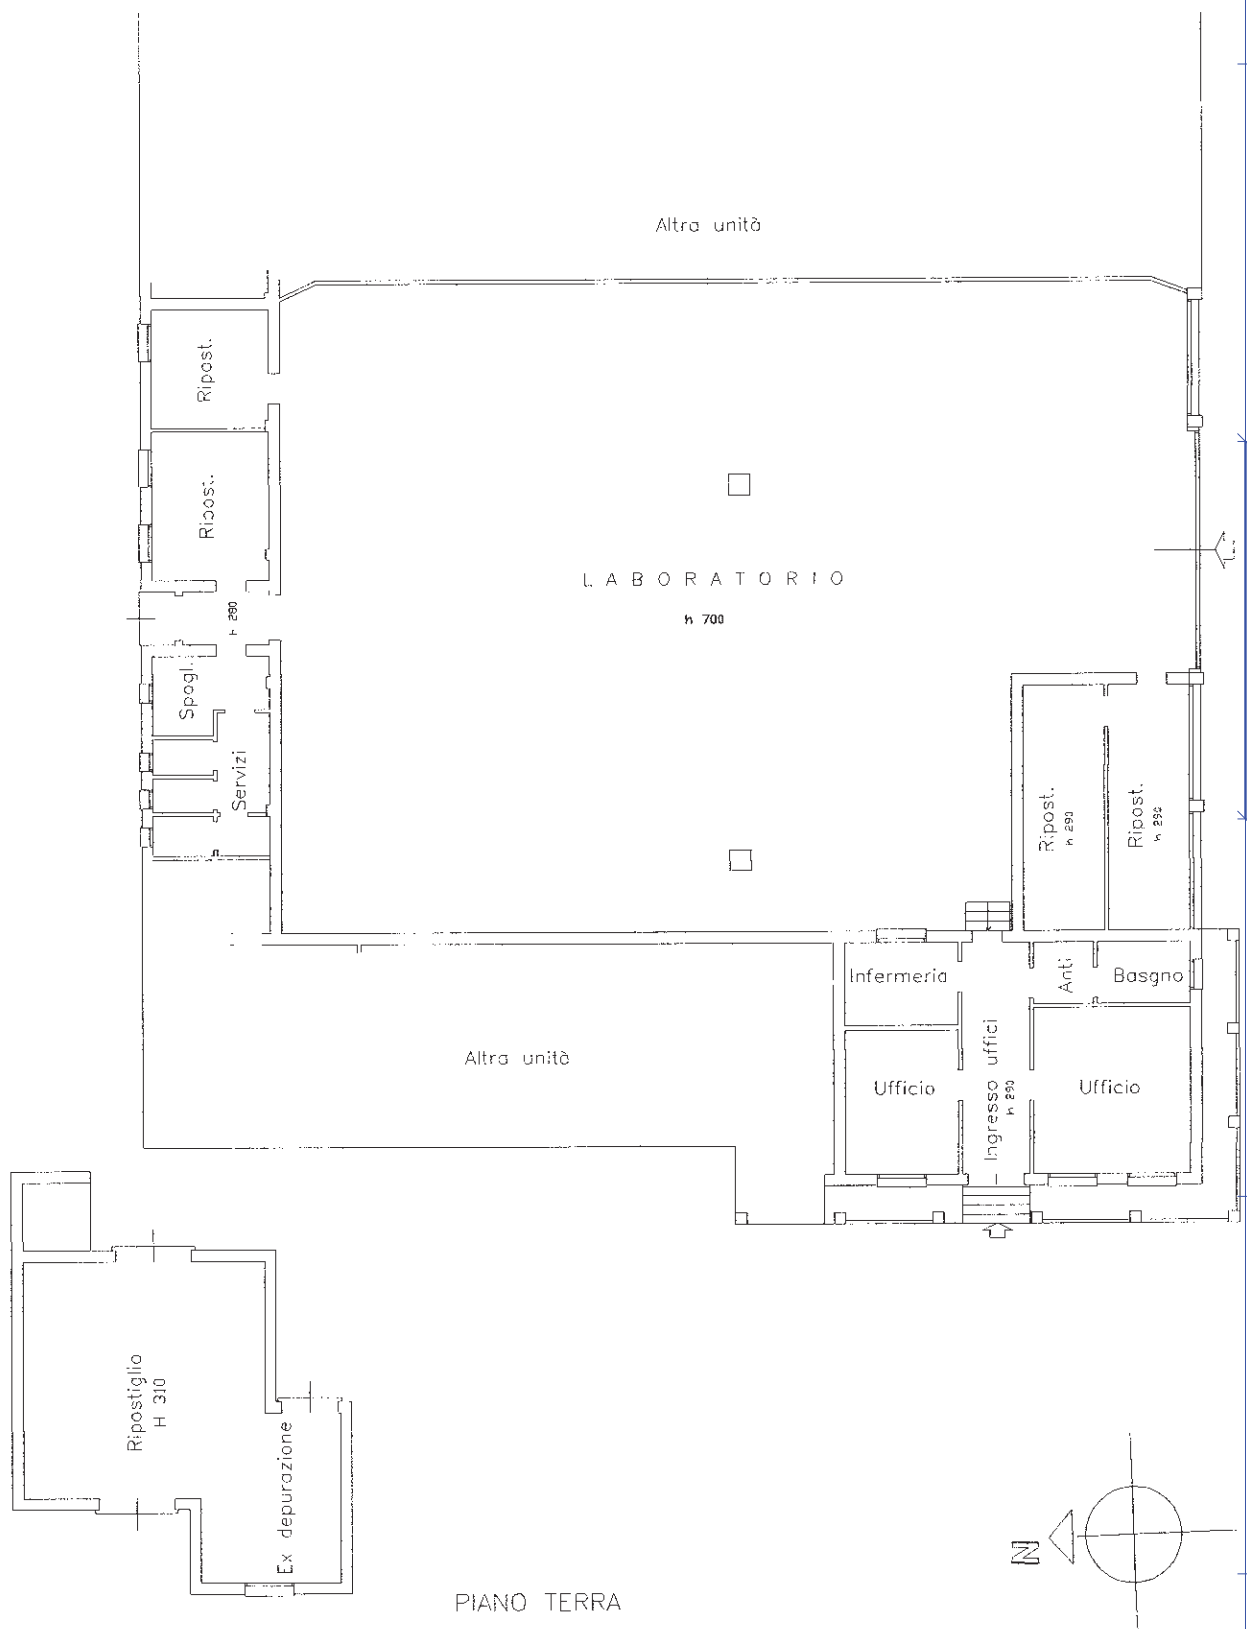 Altra unità
Ripost.
Ripost.
LABORATORIO
h 700
h 280
Spogl.
Servizi
Ripost.
h 290
Ripost.
h 290
Infermeria
Anti
Basgno
Altra unità
Ufficio
Ingresso uffici
h 290
Ufficio
Ripostiglio
H 310
Ex depurazione
N
PIANO TERRA